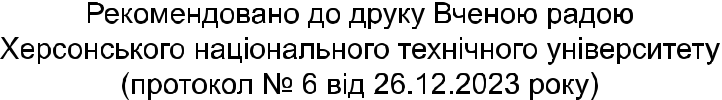 Рекомендовано до друку Вченою радою
Херсонського національного технічного університету
(протокол № 6 від 26.12.2023 року)